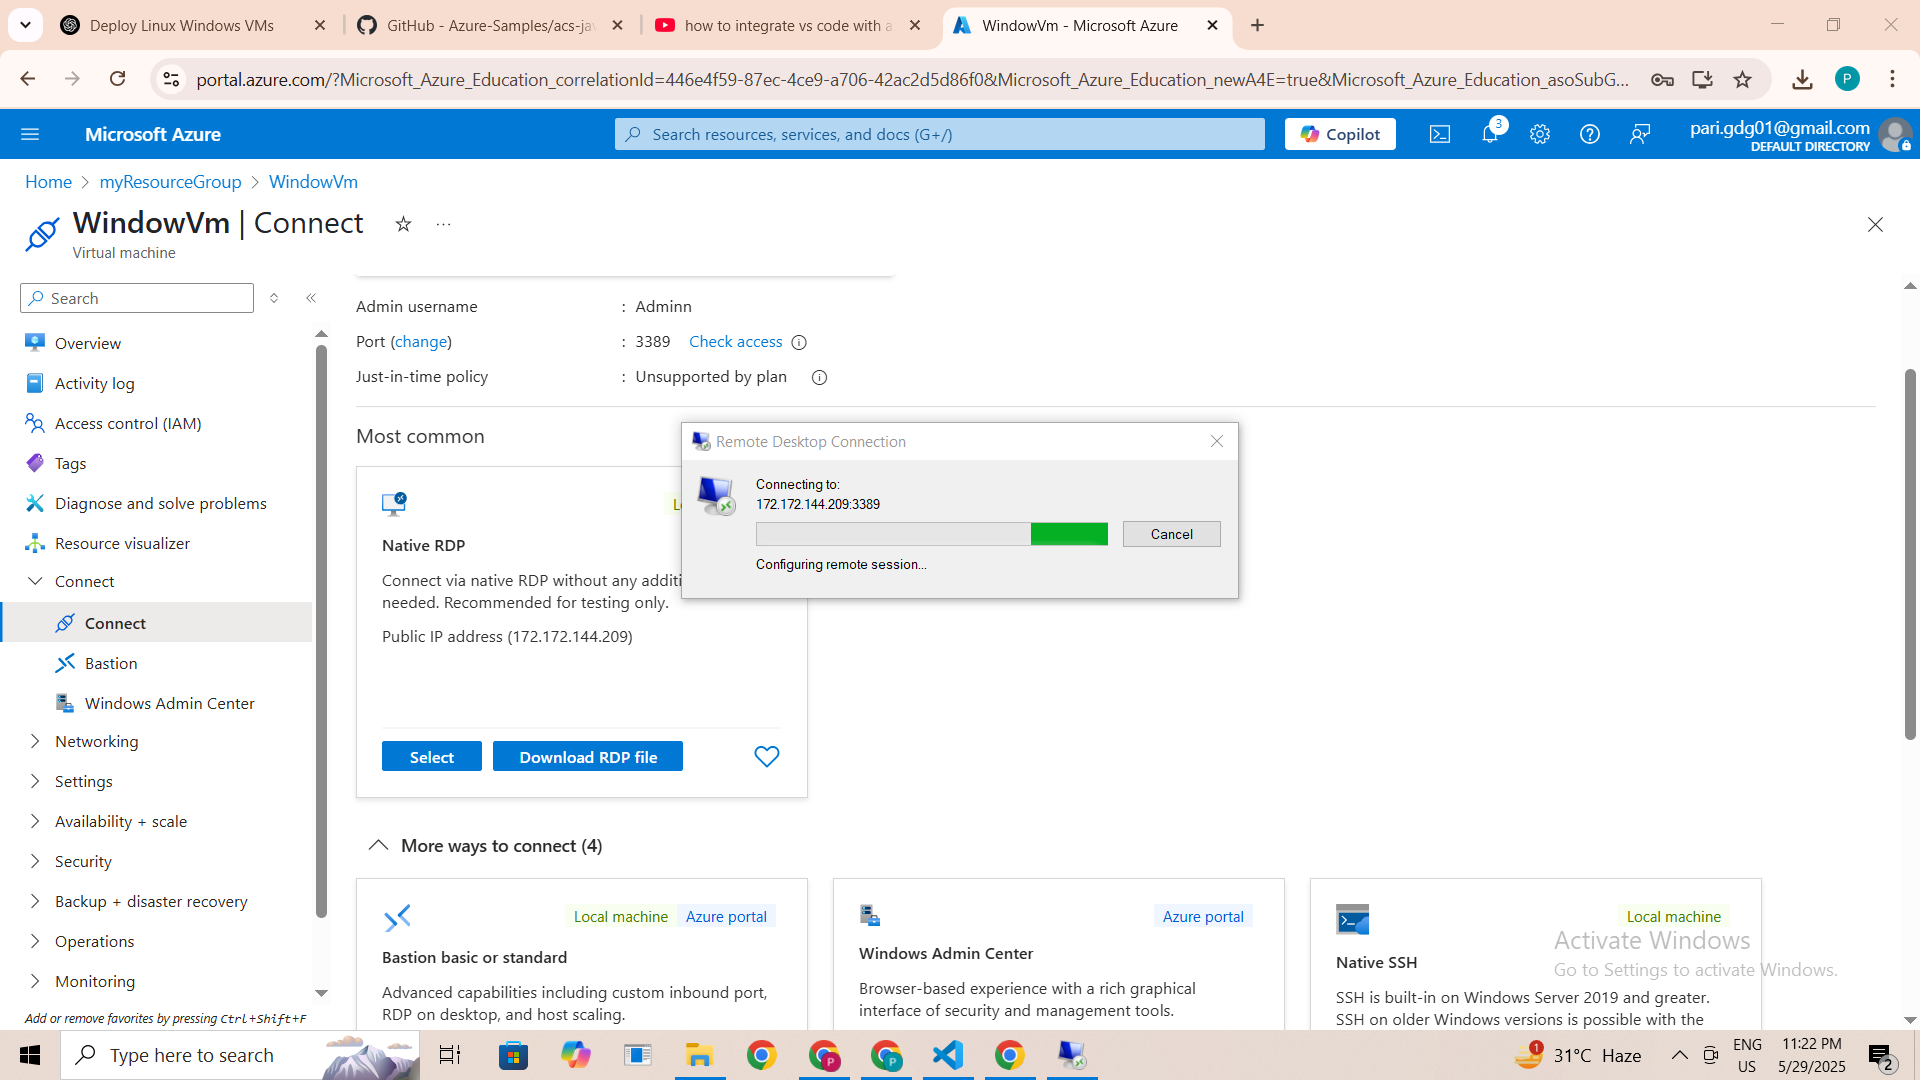 Deploy Linux Windows VMs
GitHub - Azure-Samples/acs-jav
how to integrate vs code with a
WindowVm - Microsoft Azure
portal.azure.com/?Microsoft_Azure_Education_correlationId=446e4f59-87ec-4ce9-a706-42ac2d5d86f0&Microsoft_Azure_Education_newA4E=true&Microsoft_Azure_Education_asoSubG...
P
Microsoft Azure
Search resources, services, and docs (G+/)
Copilot
3
pari.gdg01@gmail.com
DEFAULT DIRECTORY
Home > myResourceGroup > WindowVm
WindowVm | Connect
Virtual machine
Search
Overview
Activity log
Access control (IAM)
Tags
Diagnose and solve problems
Resource visualizer
Connect
Connect
Bastion
Windows Admin Center
Networking
Settings
Availability + scale
Security
Backup + disaster recovery
Operations
Monitoring
Add or remove favorites by pressing Ctrl+Shift+F
Admin username : Adminn
Port (change) : 3389 Check access
Just-in-time policy : Unsupported by plan
Most common
Native RDP
Connect via native RDP without any additi
needed. Recommended for testing only.
Public IP address (172.172.144.209)
Select
Download RDP file
Remote Desktop Connection
Connecting to:
172.172.144.209:3389
Cancel
Configuring remote session...
More ways to connect (4)
Local machine Azure portal
Bastion basic or standard
Advanced capabilities including custom inbound port,
RDP on desktop, and host scaling.
Azure portal
Windows Admin Center
Browser-based experience with a rich graphical
interface of security and management tools.
Local machine
Native SSH
SSH is built-in on Windows Server 2019 and greater.
SSH on older Windows versions is possible with the
Activate Windows
Go to Settings to activate Windows.
Type here to search
1
31°C Haze
ENG
US
11:22 PM
5/29/2025
2